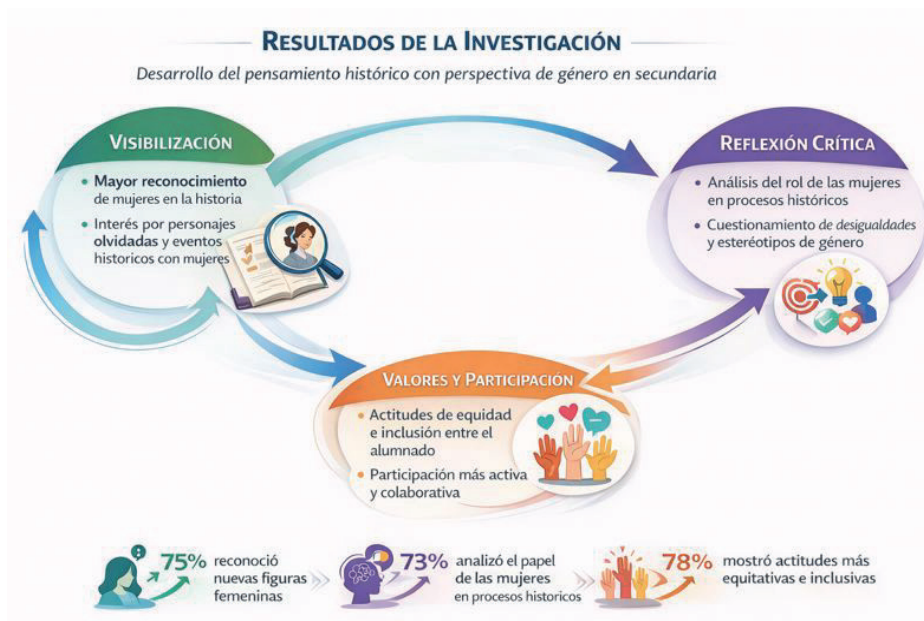 RESULTADOS DE LA INVESTIGACIÓN
Desarrollo del pensamiento histórico con perspectiva de género en secundaria
VISIBILIZACIÓN
• Mayor reconocimiento
de mujeres en la historia
• Interés por personajes
olvidadas y eventos
historicos con mujeres
REFLEXIÓN CRÍTICA
• Análisis del rol de las mujeres
en procesos históricos
• Cuestionamiento de desigualdades
y esteréotipos de género
VALORES Y PARTICIPACIÓN
• Actitudes de equidad
e inclusión entre el
alumnado
• Participación más activa
y colaborativa
75% reconoció
nuevas figuras
femeninas
73% analizó el papel
de las mujeres
en procesos historicos
78% mostró actitudes más
equitativas e inclusivas